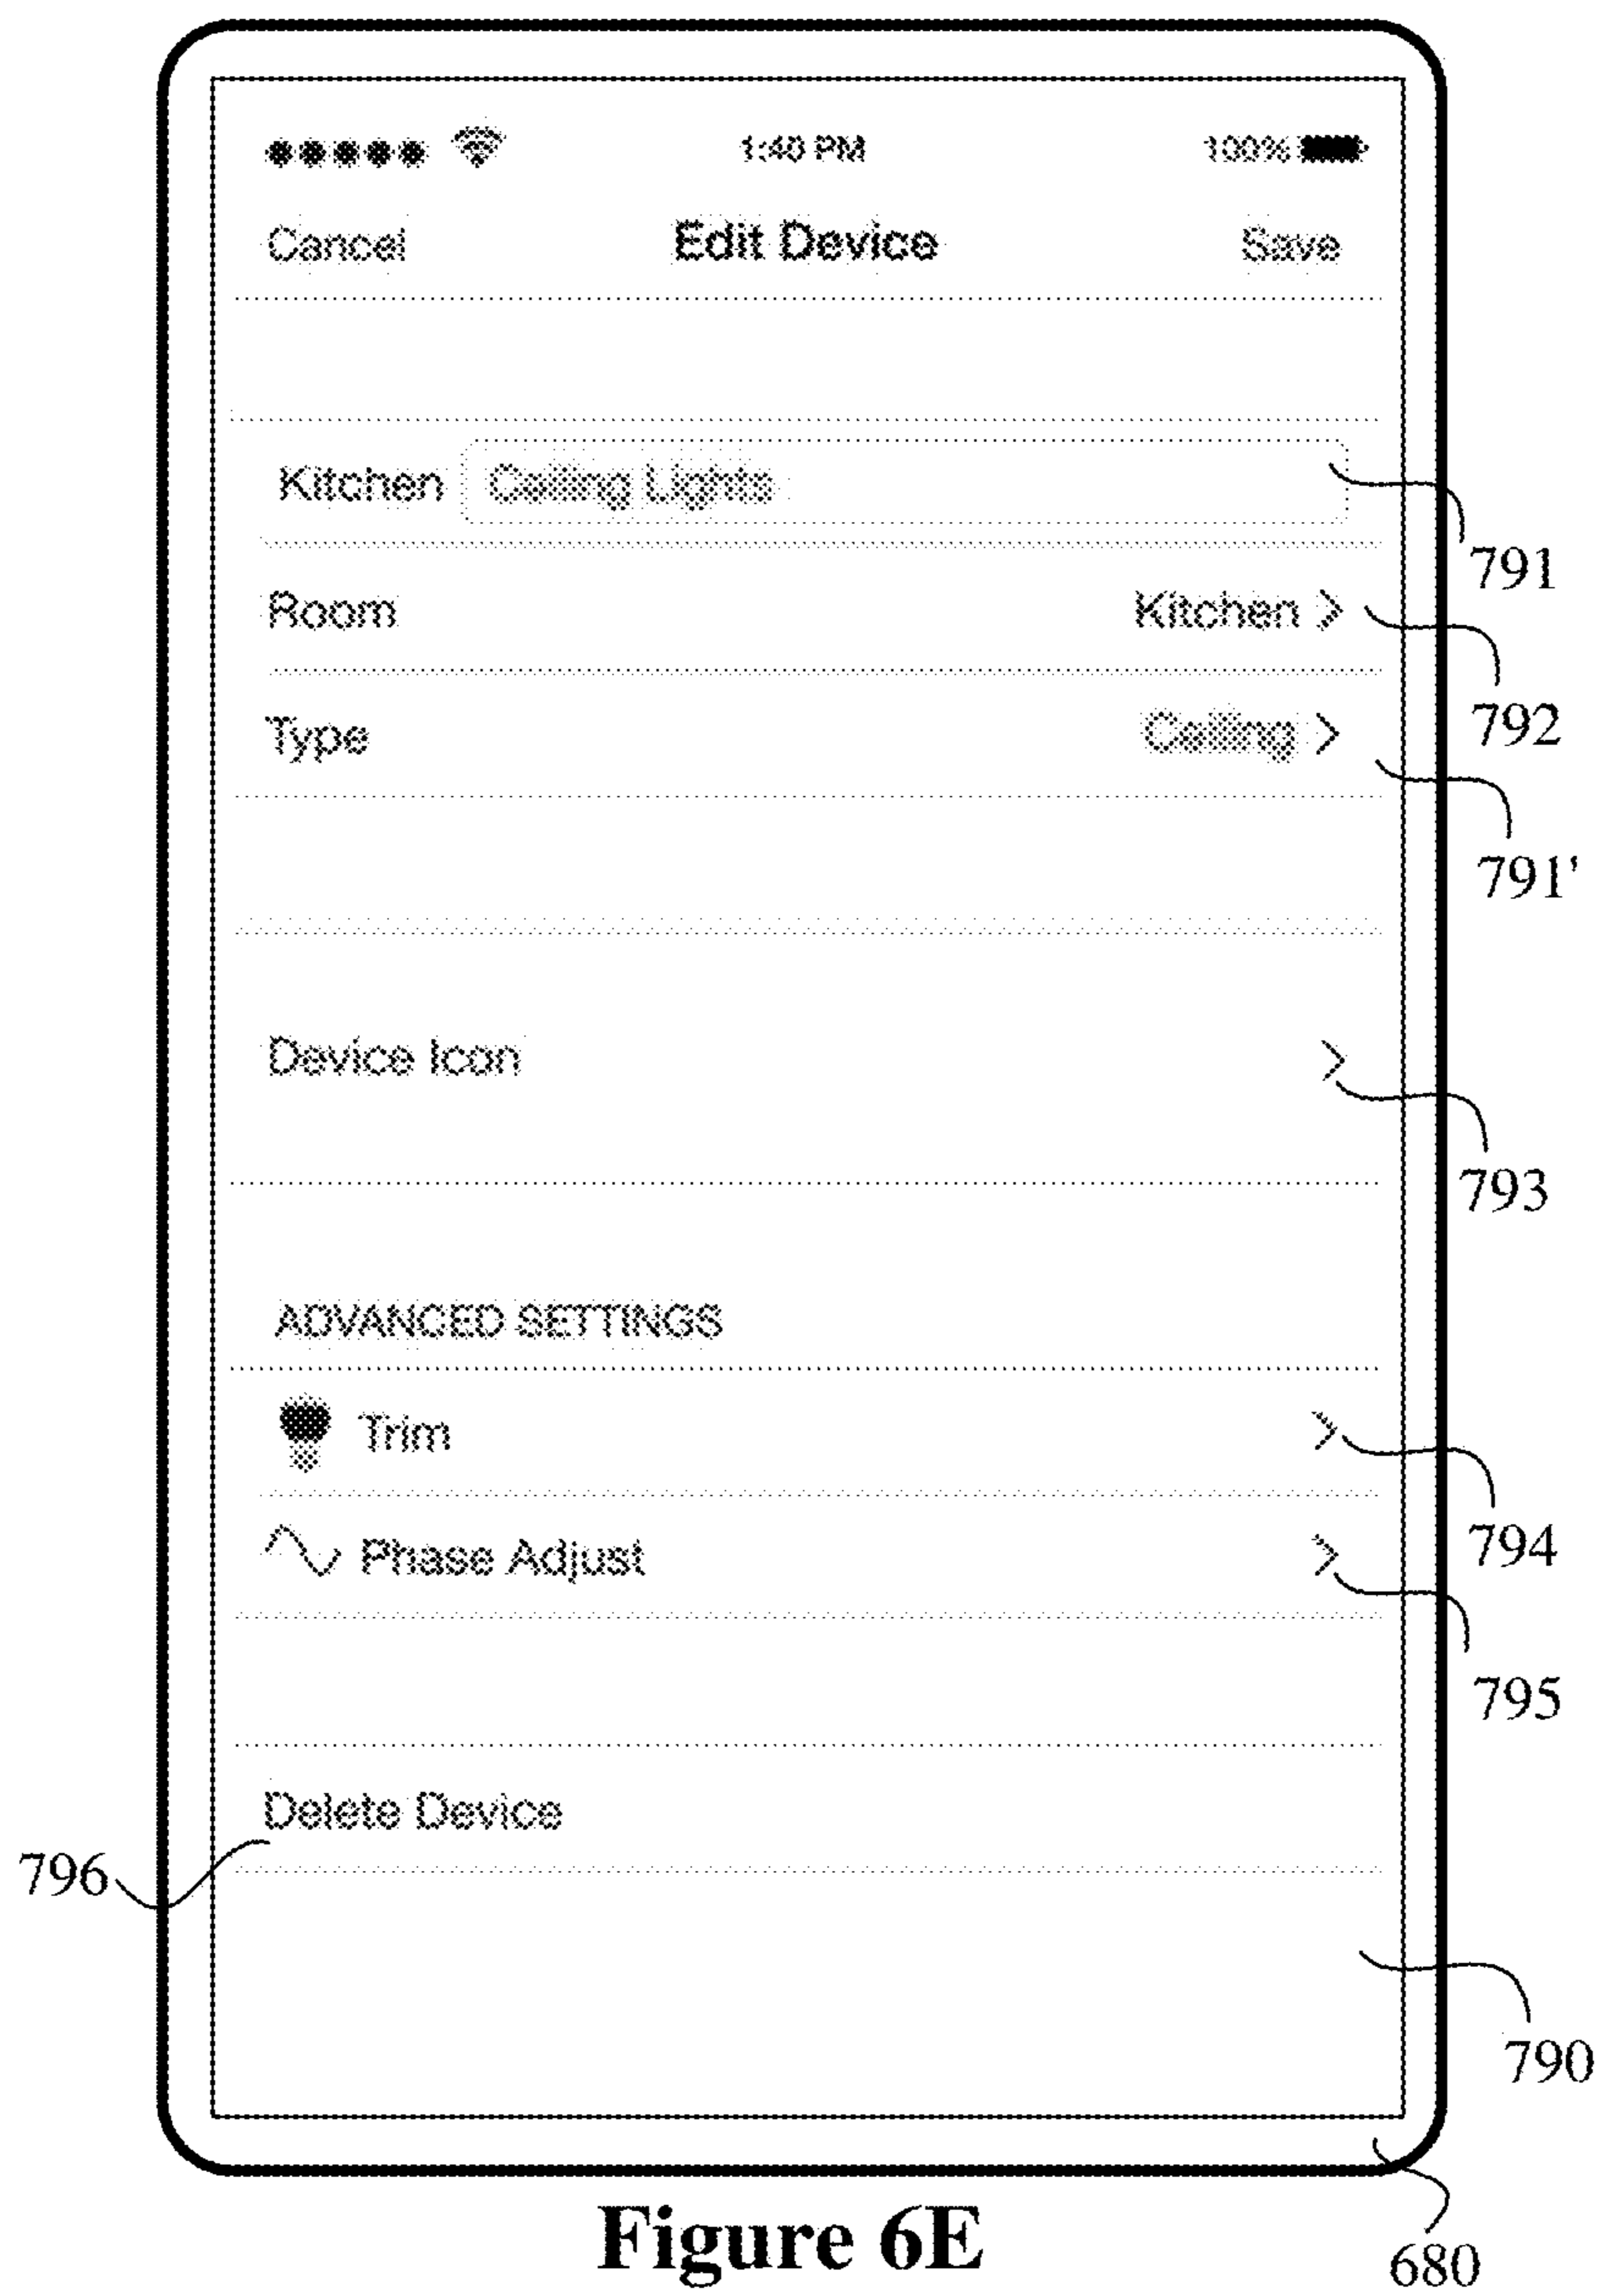 1:40 PM 100%
Cancel Edit Device Save
Kitchen Ceiling Lights
791
Room Kitchen >
792
Type Ceiling >
791'
Device Icon >
793
ADVANCED SETTINGS
Trim >
794
Phase Adjust >
795
Delete Device
796
790
680
Figure 6E